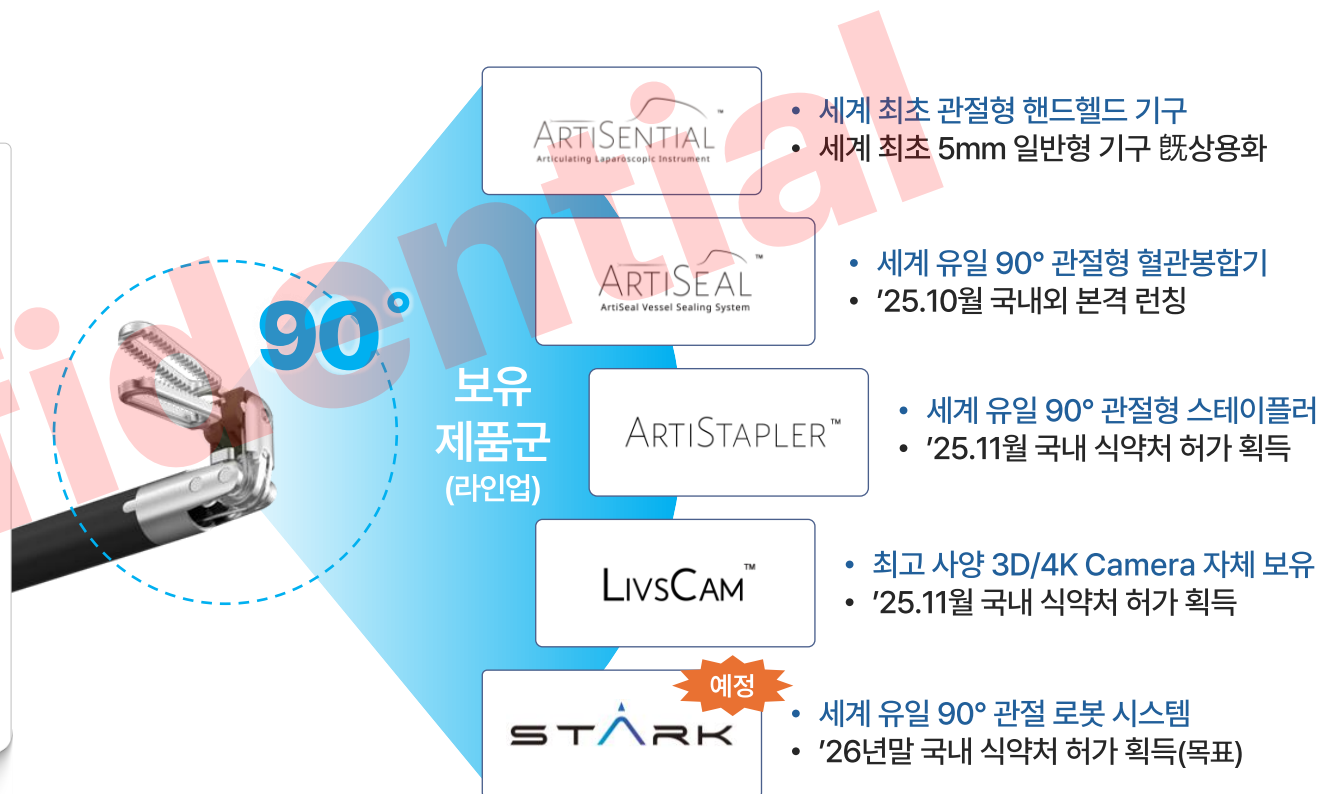 ARTISENTIAL™
Articulating Laparoscopic Instrument
• 세계 최초 관절형 핸드헬드 기구
• 세계 최초 5mm 일반형 기구 旣상용화
ARTISEAL™
ArtiSeal Vessel Sealing System
• 세계 유일 90° 관절형 혈관봉합기
• ’25.10월 국내외 본격 런칭
90°
보유
제품군
(라인업)
ARTISTAPLER™
• 세계 유일 90° 관절형 스테이플러
• ’25.11월 국내 식약처 허가 획득
LIVSCAM™
• 최고 사양 3D/4K Camera 자체 보유
• ’25.11월 국내 식약처 허가 획득
예정
STARK
• 세계 유일 90° 관절 로봇 시스템
• ’26년말 국내 식약처 허가 획득(목표)
fidential